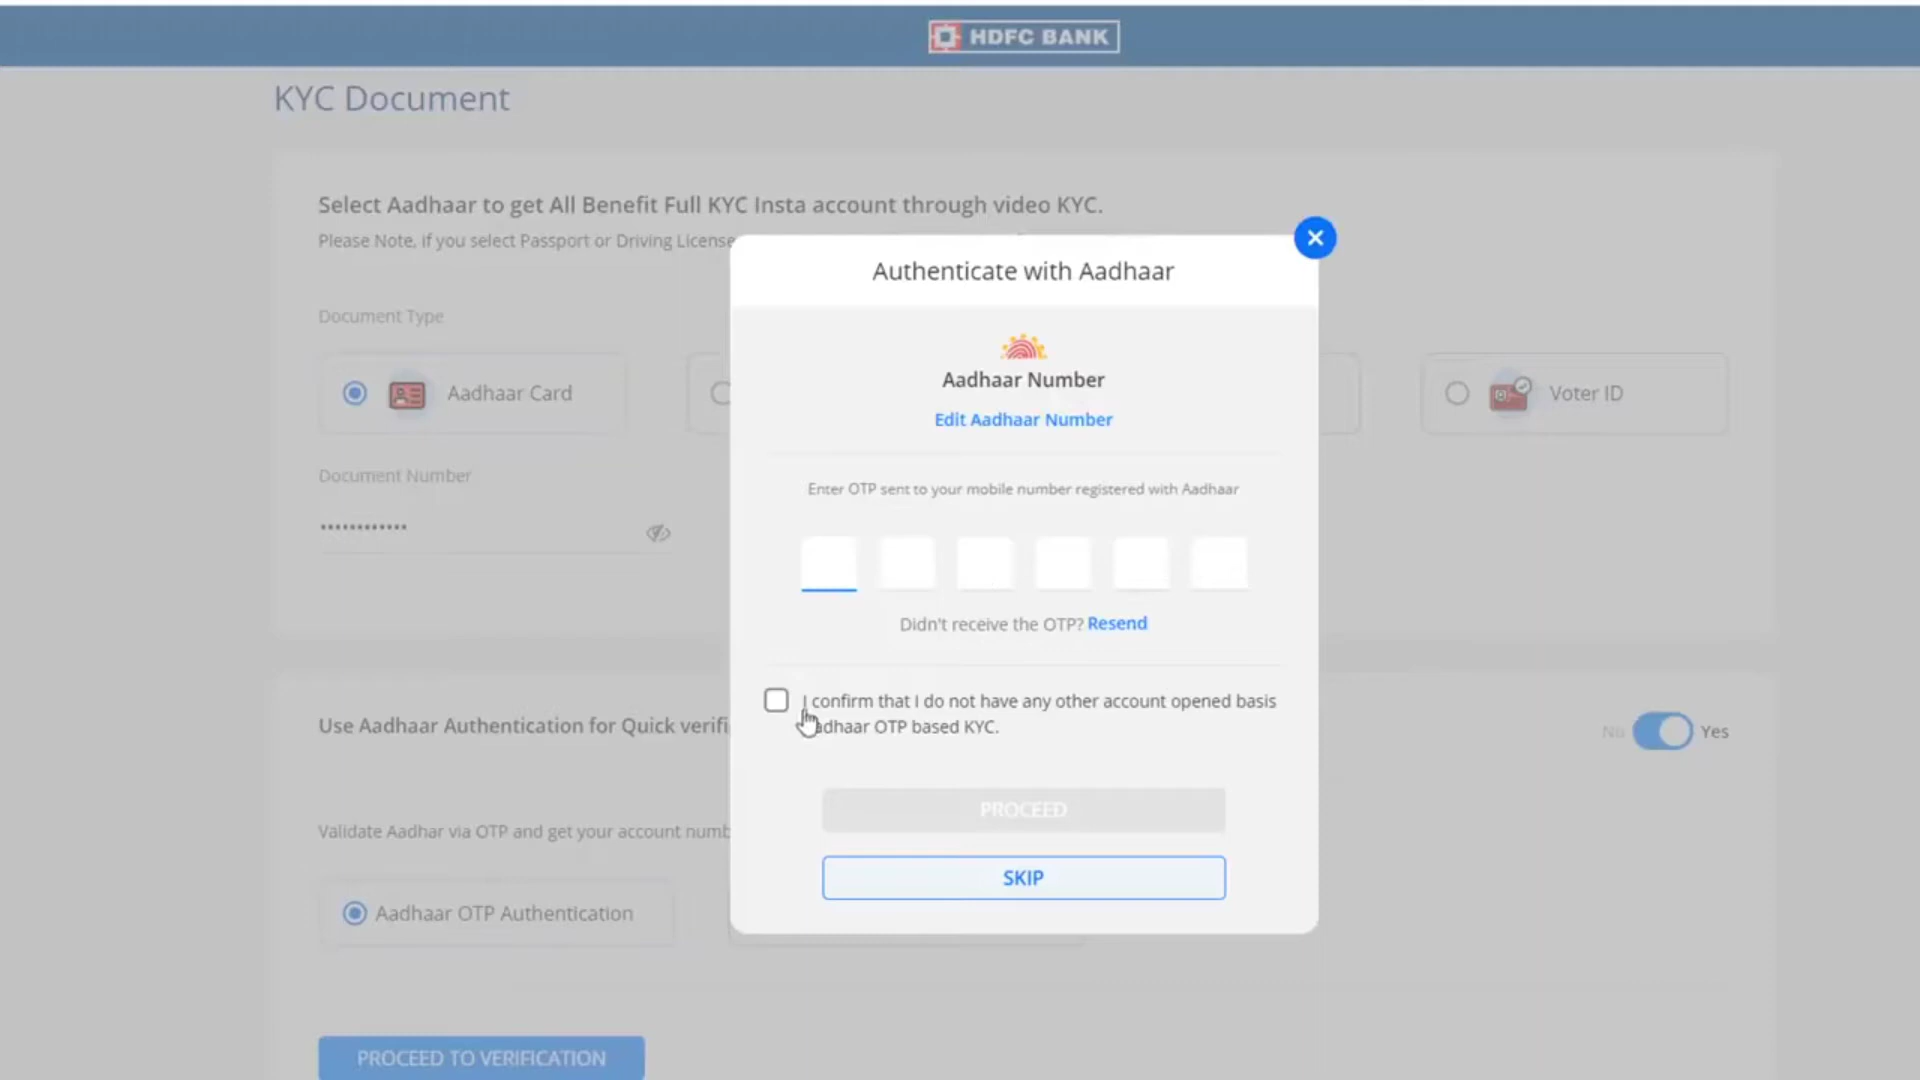 HDFC BANK
KYC Document
Select Aadhaar to get All Benefit Full KYC Insta account through video KYC.
Please Note, if you select Passport or Driving License
Authenticate with Aadhaar
Document Type
Aadhaar Card
Voter ID
Aadhaar Number
Edit Aadhaar Number
Document Number
••••••••••••
Enter OTP sent to your mobile number registered with Aadhaar
Didn't receive the OTP? Resend
I confirm that I do not have any other account opened basis
adhaar OTP based KYC.
Use Aadhaar Authentication for Quick verifi
No
Yes
PROCEED
Validate Aadhar via OTP and get your account numb
SKIP
Aadhaar OTP Authentication
PROCEED TO VERIFICATION